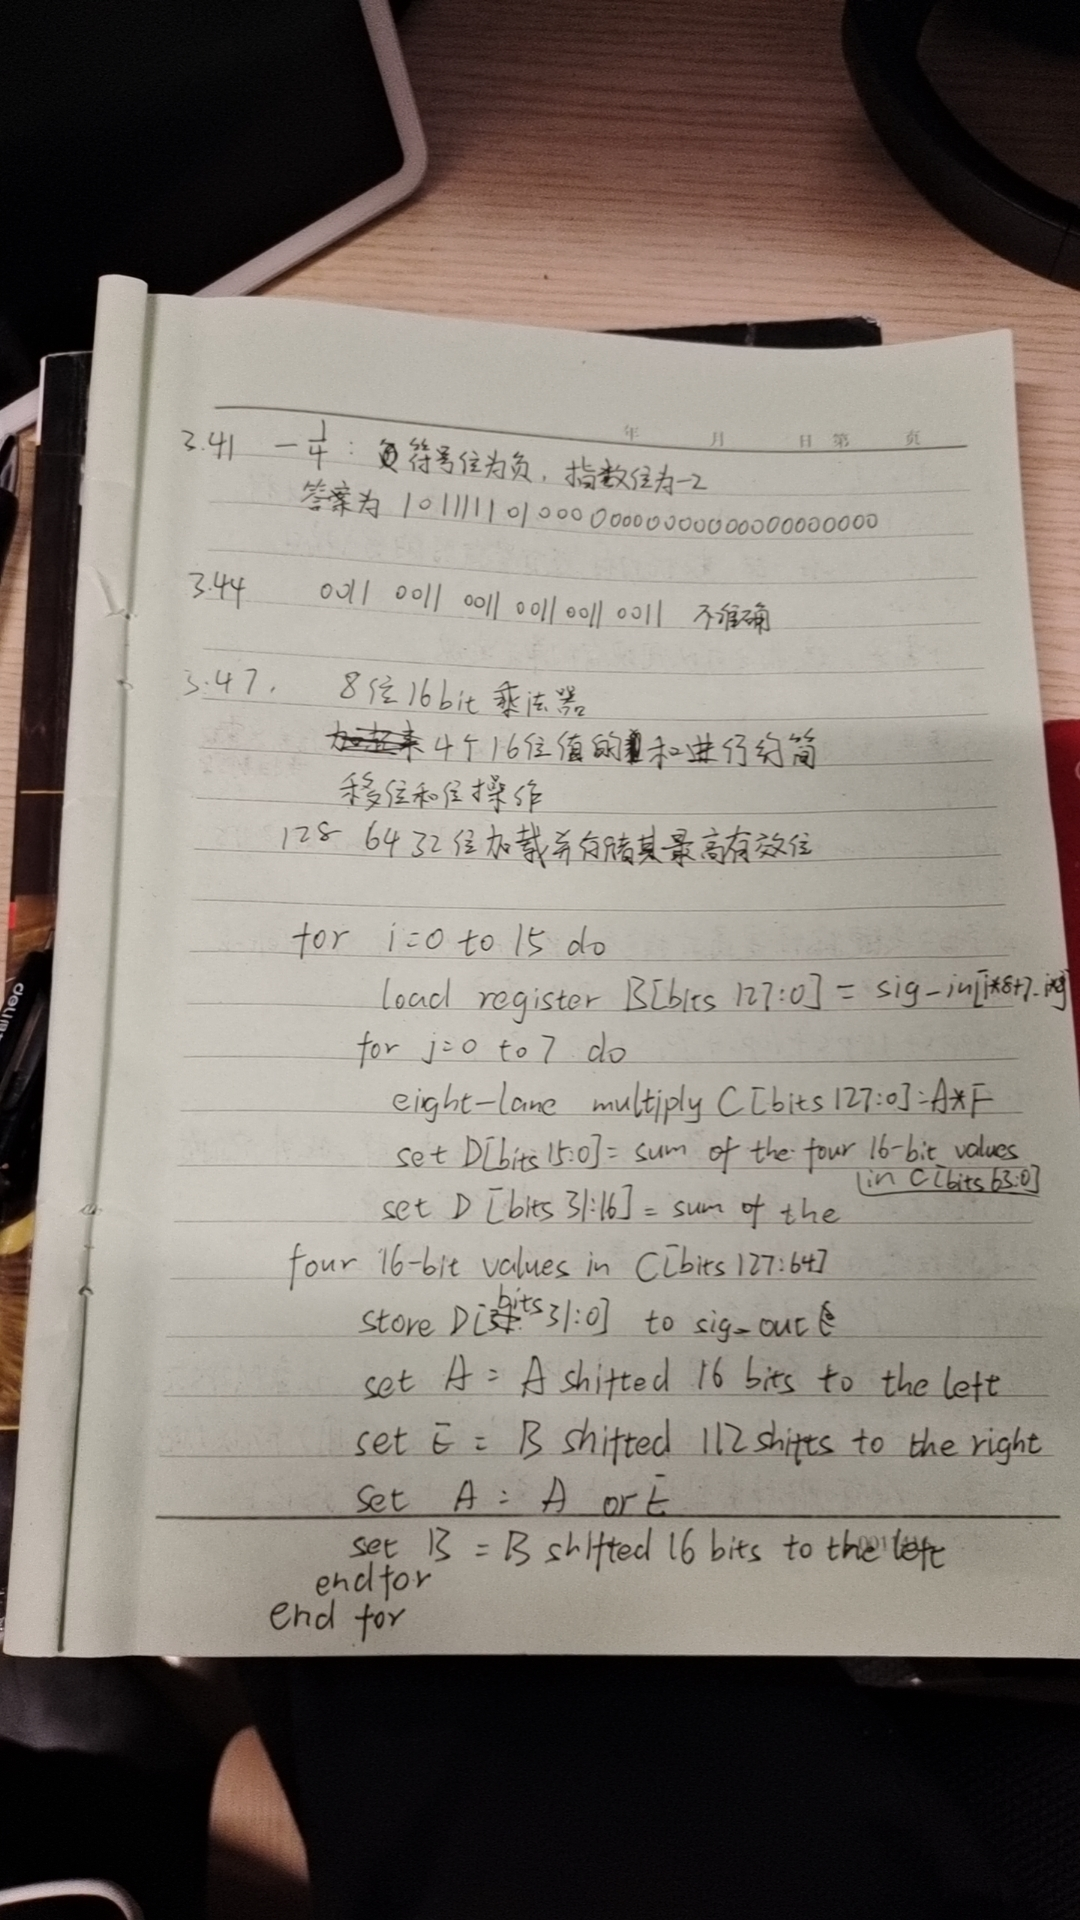 年 月 日 第 页
3.41 -1/4: 符号位为负,指数位为-2
答案为 10111110100000000000000000000000
3.44 0011 0011 0011 0011 0011 0011 不准确
3.47. 8位16bit乘法器
4个16位值的和进行约简
移位和位操作
128 64 32位加载并存储其最高有效位
for i=0 to 15 do
load register B[bits 127:0] = sig-in[i*8+7..i*8]
for j=0 to 7 do
eight-lane multiply C[bits 127:0]=A*F
set D[bits 15:0]= sum of the four 16-bit values
in C[bits 63:0]
set D [bits 31:16] = sum of the
four 16-bit values in C[bits 127:64]
store D[bits 31:0] to sig-out
set A = A shifted 16 bits to the left
set E = B shifted 112 shifts to the right
set A = A or E
set B = B shifted 16 bits to the left
endfor
end for